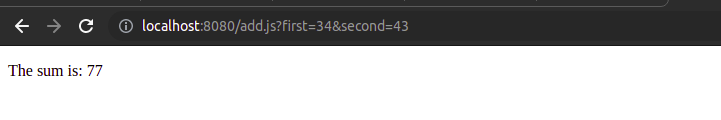 localhost:8080/add.js?first=34&second=43
The sum is: 77